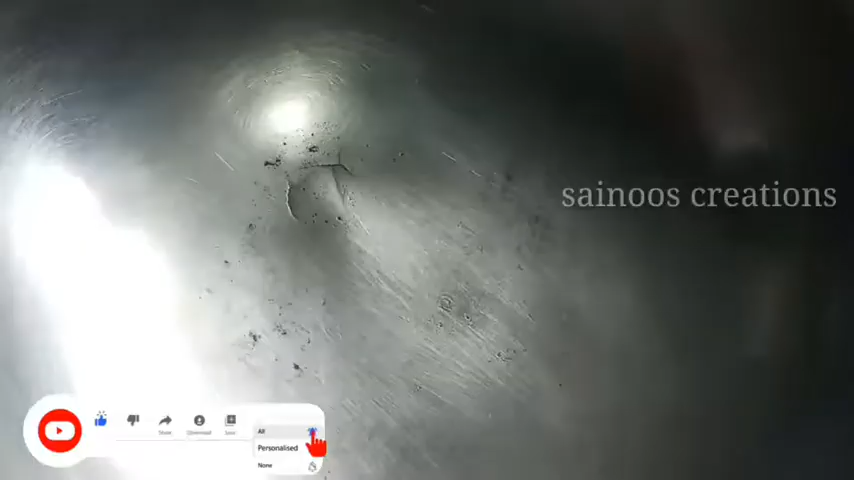 sainoos creations
All
Share
Download
Save
Personalised
None